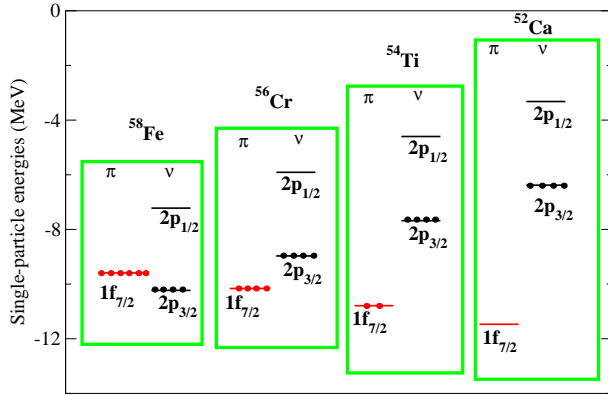 Single-particle energies (MeV)
-0
-4
-8
-12
⁵⁸Fe
π ν
2p₁/₂
1f₇/₂
2p₃/₂
⁵⁶Cr
π ν
2p₁/₂
2p₃/₂
1f₇/₂
⁵⁴Ti
π ν
2p₁/₂
2p₃/₂
1f₇/₂
⁵²Ca
π ν
2p₁/₂
2p₃/₂
1f₇/₂